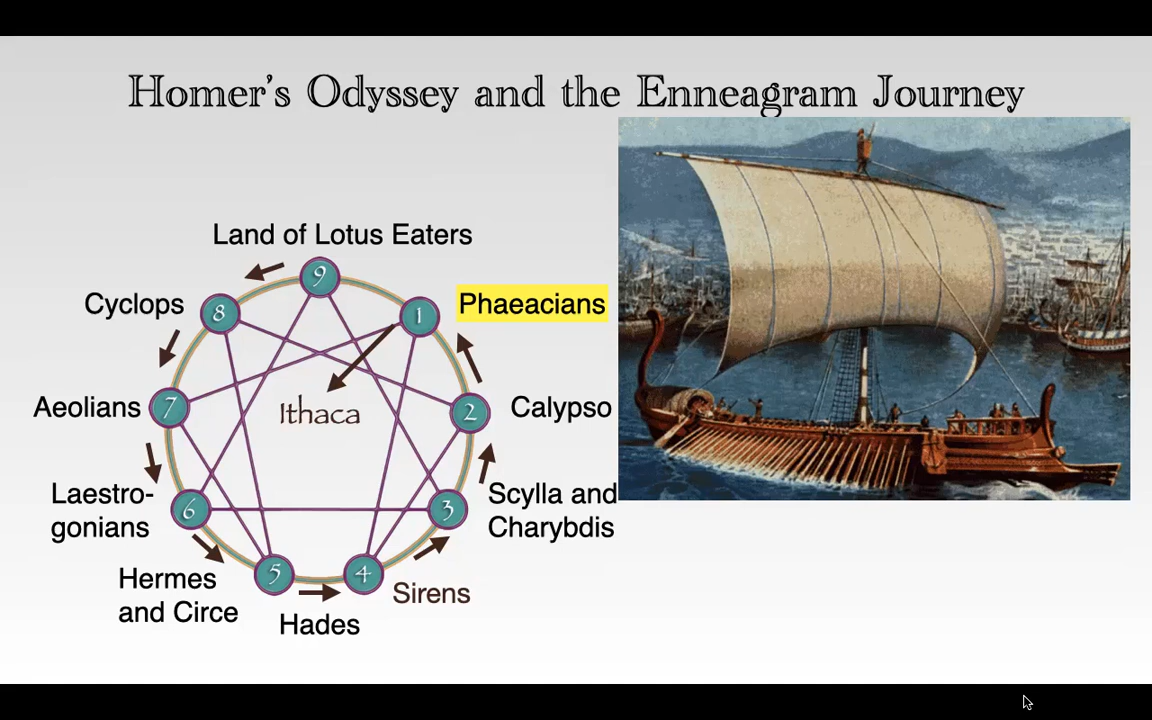 Homer's Odyssey and the Enneagram Journey
Land of Lotus Eaters
9
Cyclops
8
1
Phaeacians
Aeolians
7
Ithaca
2
Calypso
Laestro-
gonians
6
3
Scylla and
Charybdis
Hermes
and Circe
5
4
Sirens
Hades